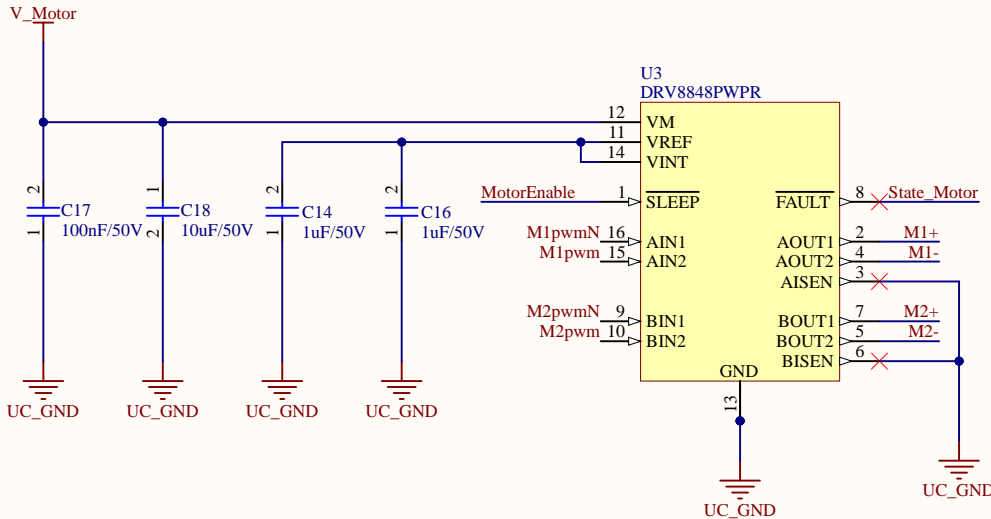 V_Motor
U3
DRV8848PWPR
12 VM
11 VREF
14 VINT
MotorEnable 1 SLEEP
FAULT 8 State_Motor
M1pwmN 16 AIN1
M1pwm 15 AIN2
AOUT1 2 M1+
AOUT2 4 M1-
AISEN 3
M2pwmN 9 BIN1
M2pwm 10 BIN2
BOUT1 7 M2+
BOUT2 5 M2-
BISEN 6
GND
13
2
C17
100nF/50V
1
1
C18
10uF/50V
2
2
C14
1uF/50V
1
2
C16
1uF/50V
1
UC_GND
UC_GND
UC_GND
UC_GND
UC_GND
UC_GND